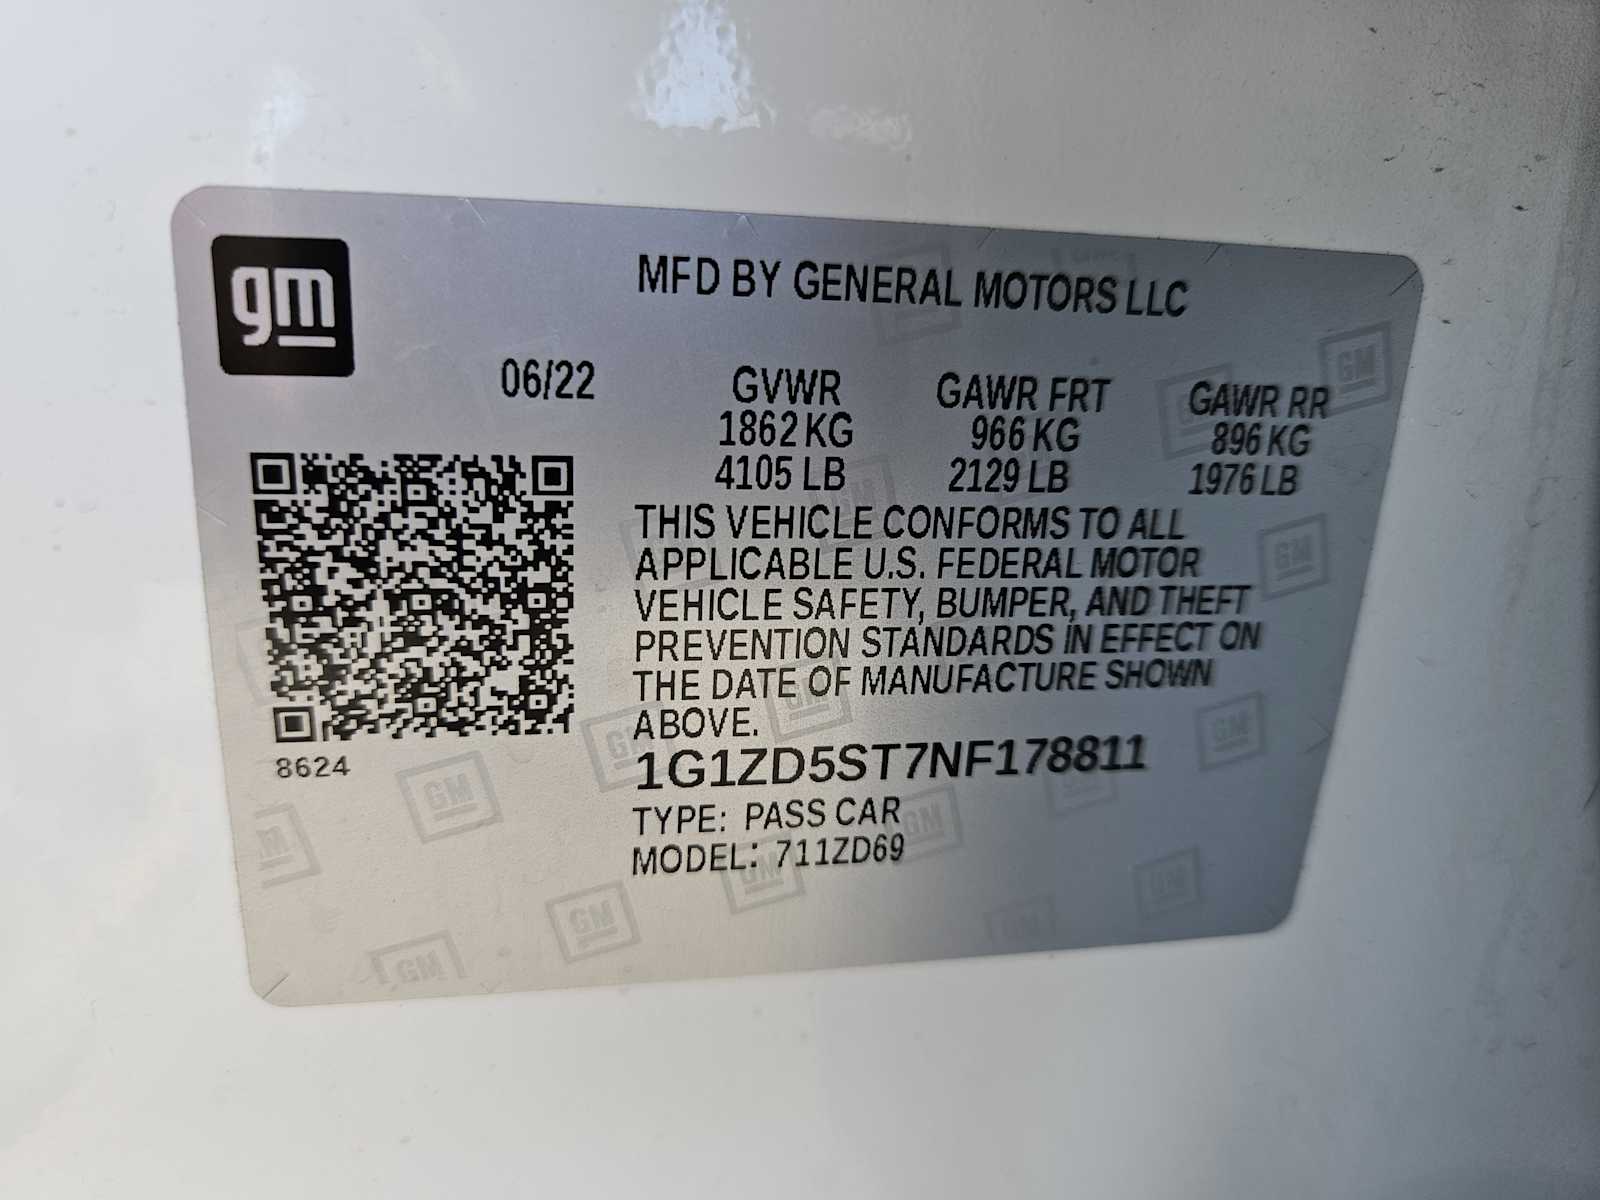 gm
MFD BY GENERAL MOTORS LLC
06/22
GVWR GAWR FRT GAWR RR
1862 KG 966 KG 896 KG
4105 LB 2129 LB 1976 LB
THIS VEHICLE CONFORMS TO ALL
APPLICABLE U.S. FEDERAL MOTOR
VEHICLE SAFETY, BUMPER, AND THEFT
PREVENTION STANDARDS IN EFFECT ON
THE DATE OF MANUFACTURE SHOWN
ABOVE.
8624
1G1ZD5ST7NF178811
TYPE: PASS CAR
MODEL: 711ZD69